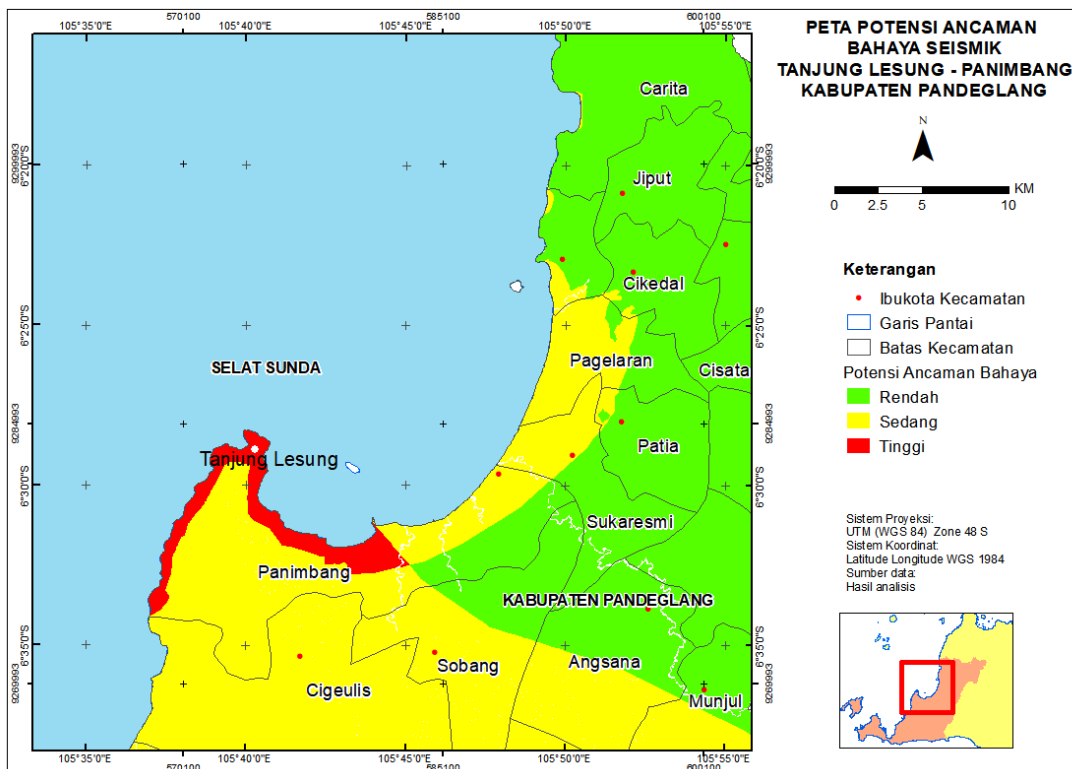 570100 585100 600100
105°35'0"E 105°40'0"E 105°45'0"E 105°50'0"E 105°55'0"E
9299993
6°20'0"S
6°25'0"S
9284993
6°30'0"S
6°35'0"S
9269993
Carita
Jiput
Cikedal
Pagelaran
Cisata
SELAT SUNDA
Patia
Tanjung Lesung
Sukaresmi
Panimbang
KABUPATEN PANDEGLANG
Sobang
Angsana
Cigeulis
Munjul
9299993
6°20'0"S
6°25'0"S
9284993
6°30'0"S
6°35'0"S
9269993
105°35'0"E 105°40'0"E 105°45'0"E 105°50'0"E 105°55'0"E
570100 585100 600100
PETA POTENSI ANCAMAN
BAHAYA SEISMIK
TANJUNG LESUNG - PANIMBANG
KABUPATEN PANDEGLANG
N
KM
0 2.5 5 10
Keterangan
Ibukota Kecamatan
Garis Pantai
Batas Kecamatan
Potensi Ancaman Bahaya
Rendah
Sedang
Tinggi
Sistem Proyeksi:
UTM (WGS 84) Zone 48 S
Sistem Koordinat:
Latitude Longitude WGS 1984
Sumber data:
Hasil analisis